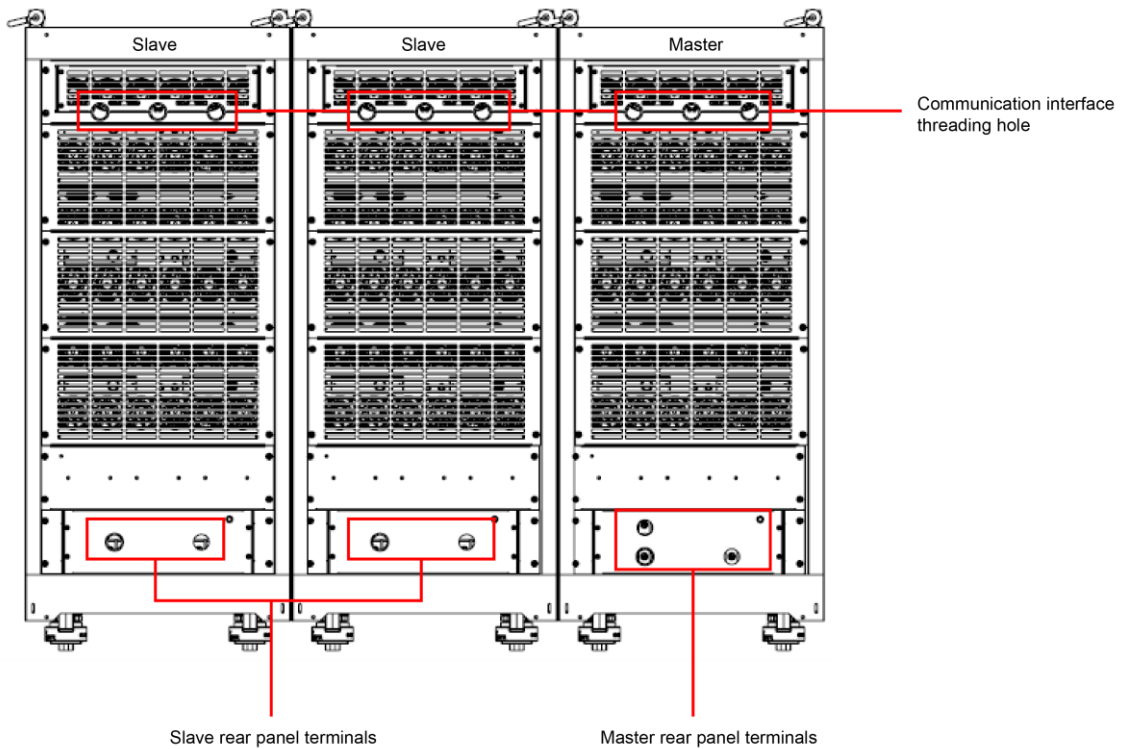 Slave
Slave
Master
Communication interface
threading hole
Slave rear panel terminals
Master rear panel terminals